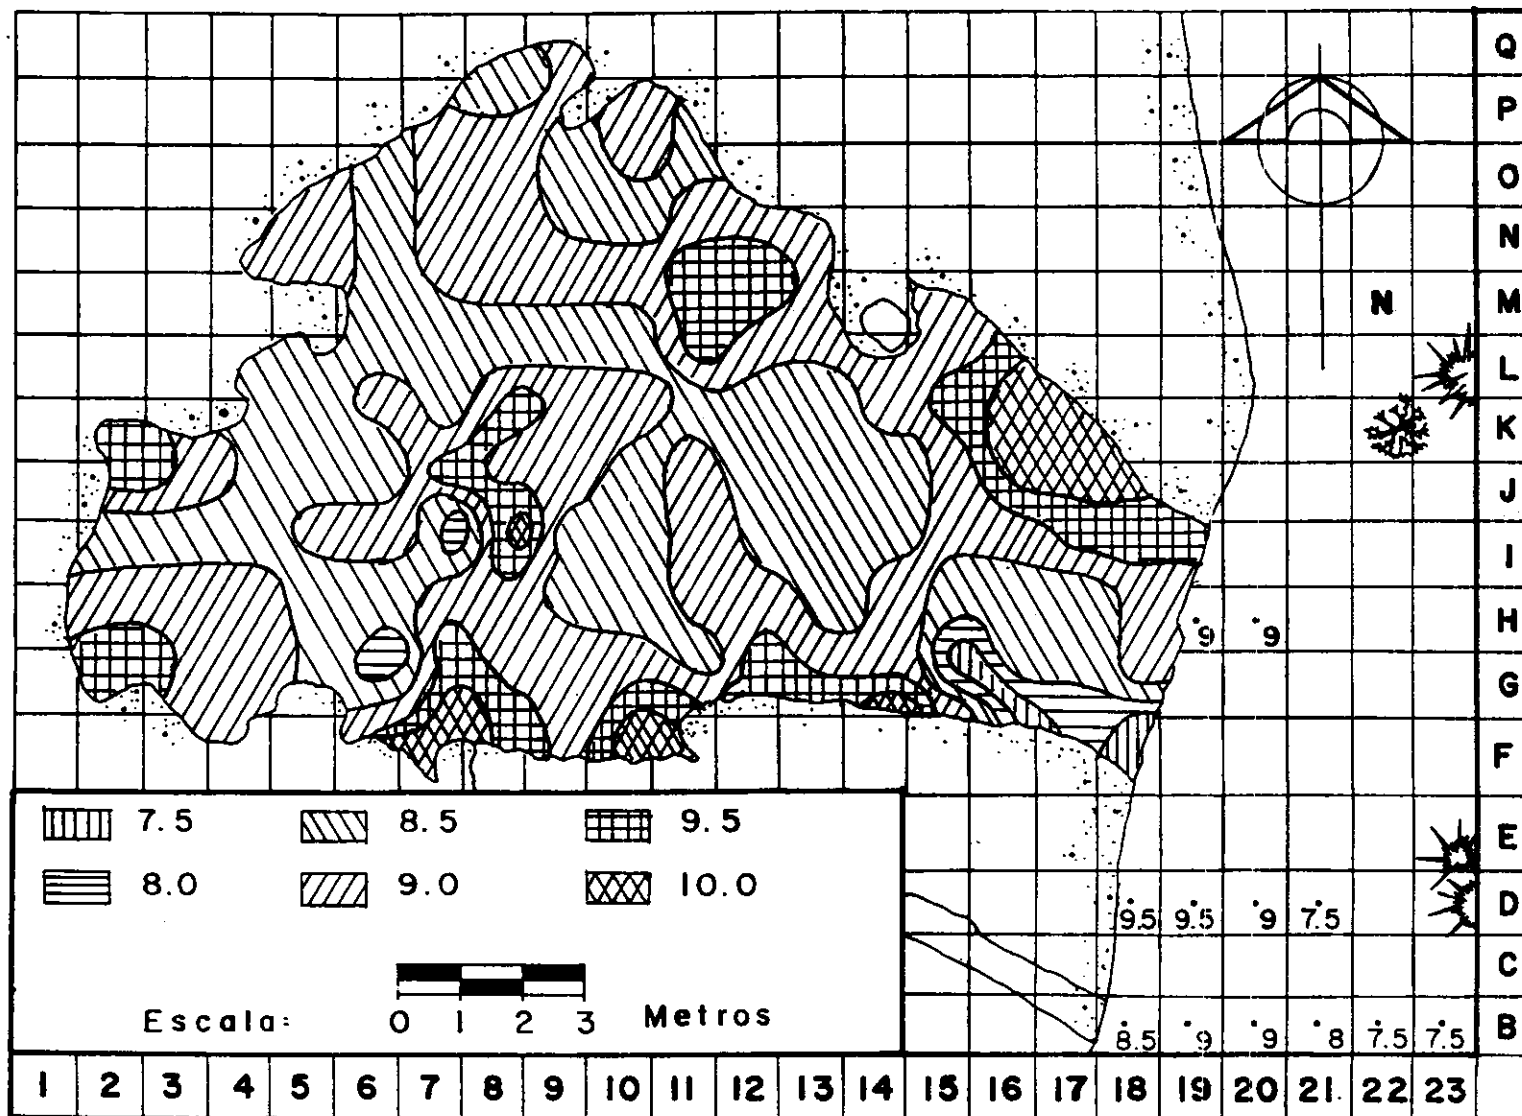 Q
P
O
N
N
M
L
K
J
I
H
9 9
G
F
7.5 8.5 9.5
E
8.0 9.0 10.0
D
9.5 9.5 9 7.5
C
Escala: 0 1 2 3 Metros
B
8.5 9 9 8 7.5 7.5
1 2 3 4 5 6 7 8 9 10 11 12 13 14 15 16 17 18 19 20 21 22 23